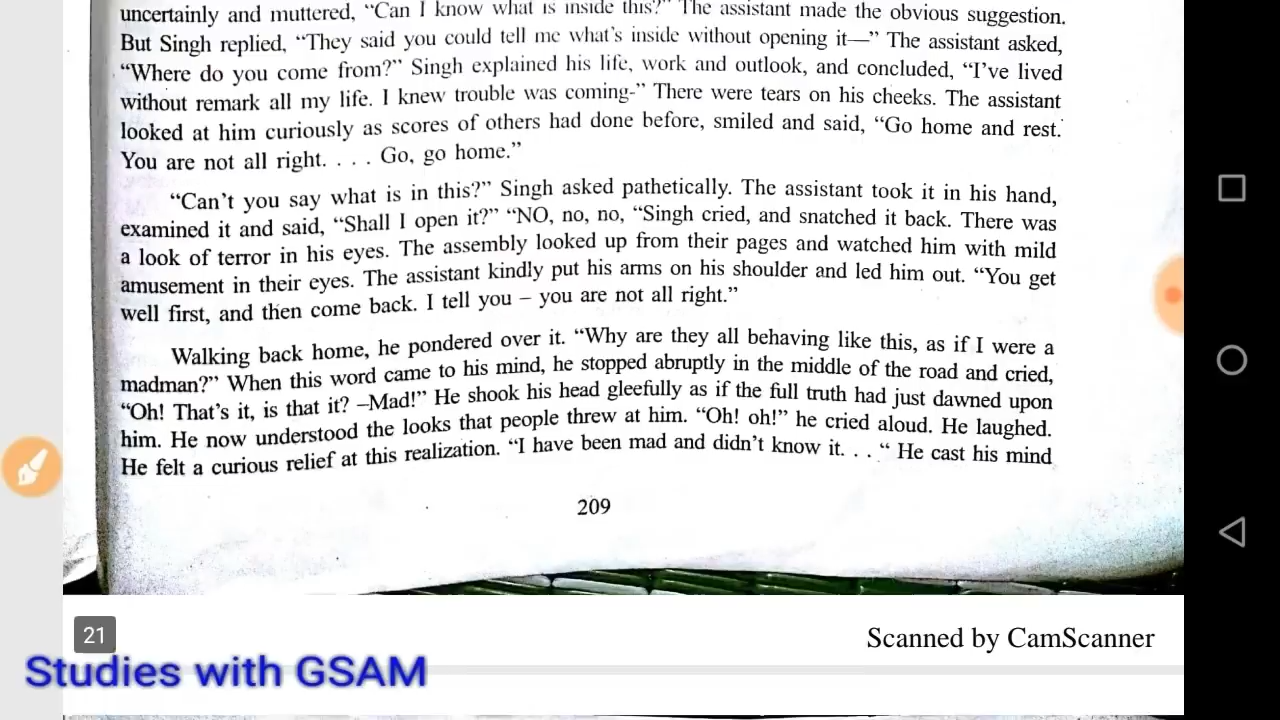 uncertainly and muttered, “Can I know what is inside this?” The assistant made the obvious suggestion.
But Singh replied, “They said you could tell me what’s inside without opening it—” The assistant asked,
“Where do you come from?” Singh explained his life, work and outlook, and concluded, “I’ve lived
without remark all my life. I knew trouble was coming-” There were tears on his cheeks. The assistant
looked at him curiously as scores of others had done before, smiled and said, “Go home and rest.
You are not all right. . . . Go, go home.”
“Can’t you say what is in this?” Singh asked pathetically. The assistant took it in his hand,
examined it and said, “Shall I open it?” “NO, no, no, “Singh cried, and snatched it back. There was
a look of terror in his eyes. The assembly looked up from their pages and watched him with mild
amusement in their eyes. The assistant kindly put his arms on his shoulder and led him out. “You get
well first, and then come back. I tell you – you are not all right.”
Walking back home, he pondered over it. “Why are they all behaving like this, as if I were a
madman?” When this word came to his mind, he stopped abruptly in the middle of the road and cried,
“Oh! That’s it, is that it? –Mad!” He shook his head gleefully as if the full truth had just dawned upon
him. He now understood the looks that people threw at him. “Oh! oh!” he cried aloud. He laughed.
He felt a curious relief at this realization. “I have been mad and didn’t know it. . . “ He cast his mind
209
21
Scanned by CamScanner
Studies with GSAM